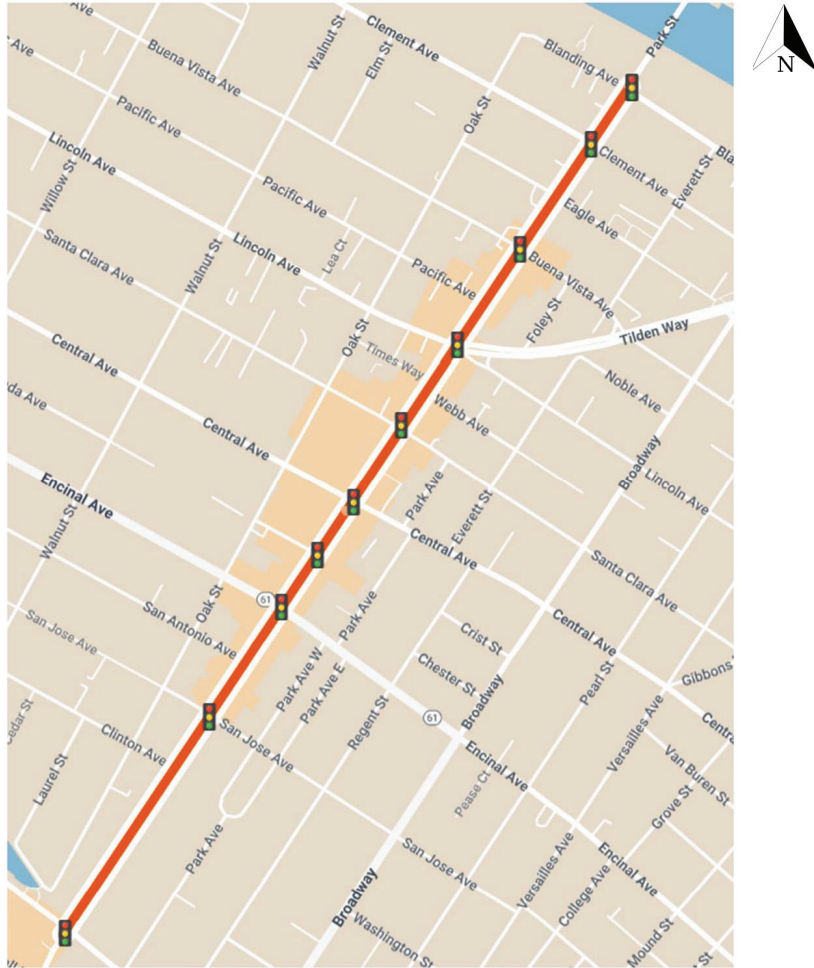 Ave
Walnut St
Clement Ave
Park St
Ave
Buena Vista Ave
Elm St
Blanding Ave
N
Pacific Ave
Oak St
Lincoln Ave
Clement Ave
Everett St
Willow St
Pacific Ave
Eagle Ave
Santa Clara Ave
Walnut St
Lincoln Ave
Lea Ct
Pacific Ave
Buena Vista Ave
Foley St
Central Ave
Oak St
Times Way
Tilden Way
Ave
Webb Ave
Noble Ave
Central Ave
Broadway
Encinal Ave
Park Ave
Everett St
Lincoln Ave
Walnut St
Central Ave
Santa Clara Ave
Oak St
61
San Antonio Ave
Park Ave
San Jose Ave
Crist St
Central Ave
Park Ave W
Park Ave E
Chester St
Pearl St
Gibbons
Clinton Ave
San Jose Ave
Regent St
61
Broadway
Versailles Ave
Laurel St
Encinal Ave
Van Buren St
Pease Ct
Grove St
Park Ave
San Jose Ave
Versailles Ave
Encinal Ave
College Ave
Broadway
Washington St
Mound St
St